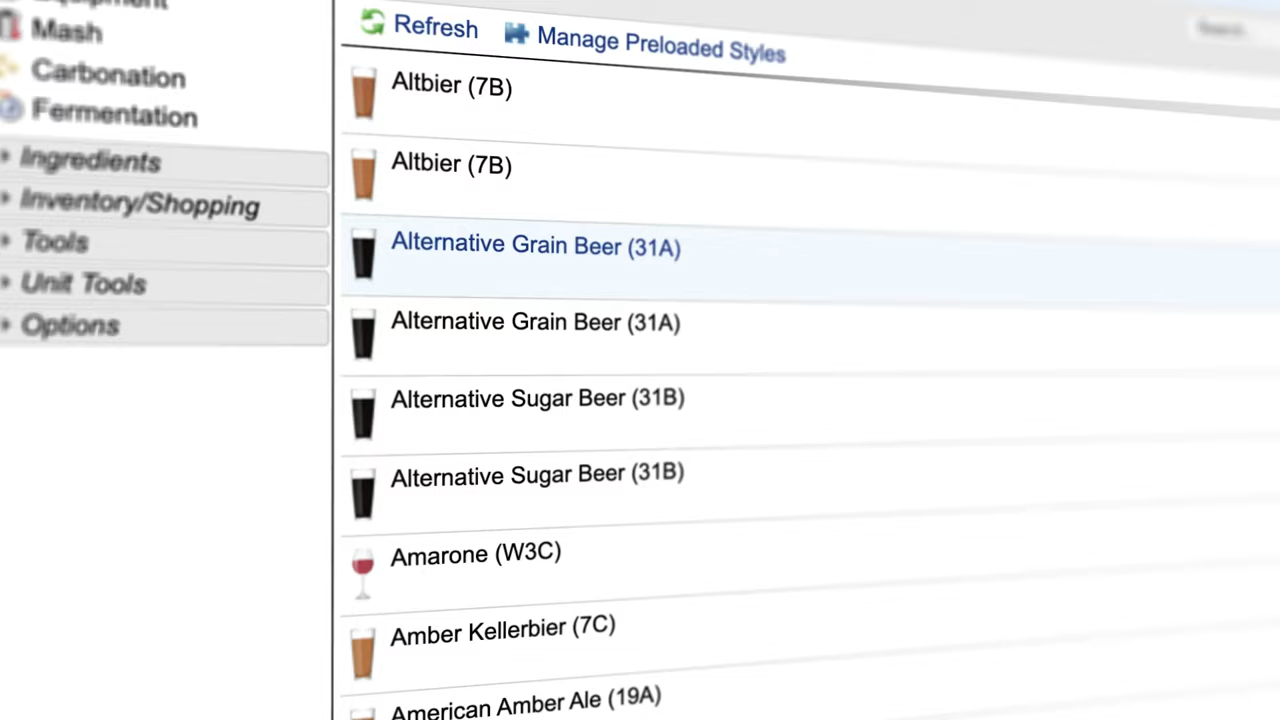 Equipment
Mash
Carbonation
Fermentation
Ingredients
Inventory/Shopping
Tools
Unit Tools
Options
Refresh
Manage Preloaded Styles
Search...
Altbier (7B)
Altbier (7B)
Alternative Grain Beer (31A)
Alternative Grain Beer (31A)
Alternative Sugar Beer (31B)
Alternative Sugar Beer (31B)
Amarone (W3C)
Amber Kellerbier (7C)
American Amber Ale (19A)